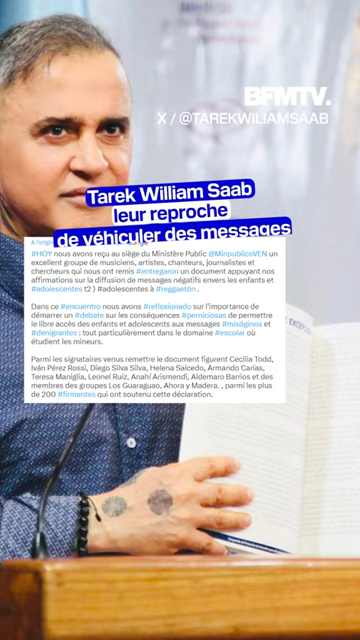 BFMTV.
X / @TAREKWILIAMSAAB
Tarek William Saab
leur reproche
de véhiculer des messages
#HOY nous avons reçu au siège du Ministère Public @MinpublicoVEN un
excellent groupe de musiciens, artistes, chanteurs, journalistes et
chercheurs qui nous ont remis #entregaron un document appuyant nos
affirmations sur la diffusion de messages négatifs envers les enfants et
#adolescentes t2 ) #adolescentes à #reggaetón .
Dans ce #encuentro nous avons #reflexionado sur l'importance de
démarrer un #debate sur les conséquences #perniciosas de permettre
le libre accès des enfants et adolescents aux messages #misóginos et
#denigrantes : tout particulièrement dans le domaine #escolar où
étudient les mineurs.
Parmi les signataires venus remettre le document figurent Cecilia Todd,
Iván Pérez Rossi, Diego Silva Silva, Helena Salcedo, Armando Carías,
Teresa Maniglia, Leonel Ruíz, Anahí Arismendi, Aldemaro Barrios et des
membres des groupes Los Guaraguao, Ahora y Madera. , parmi les plus
de 200 #firmantes qui ont soutenu cette déclaration.